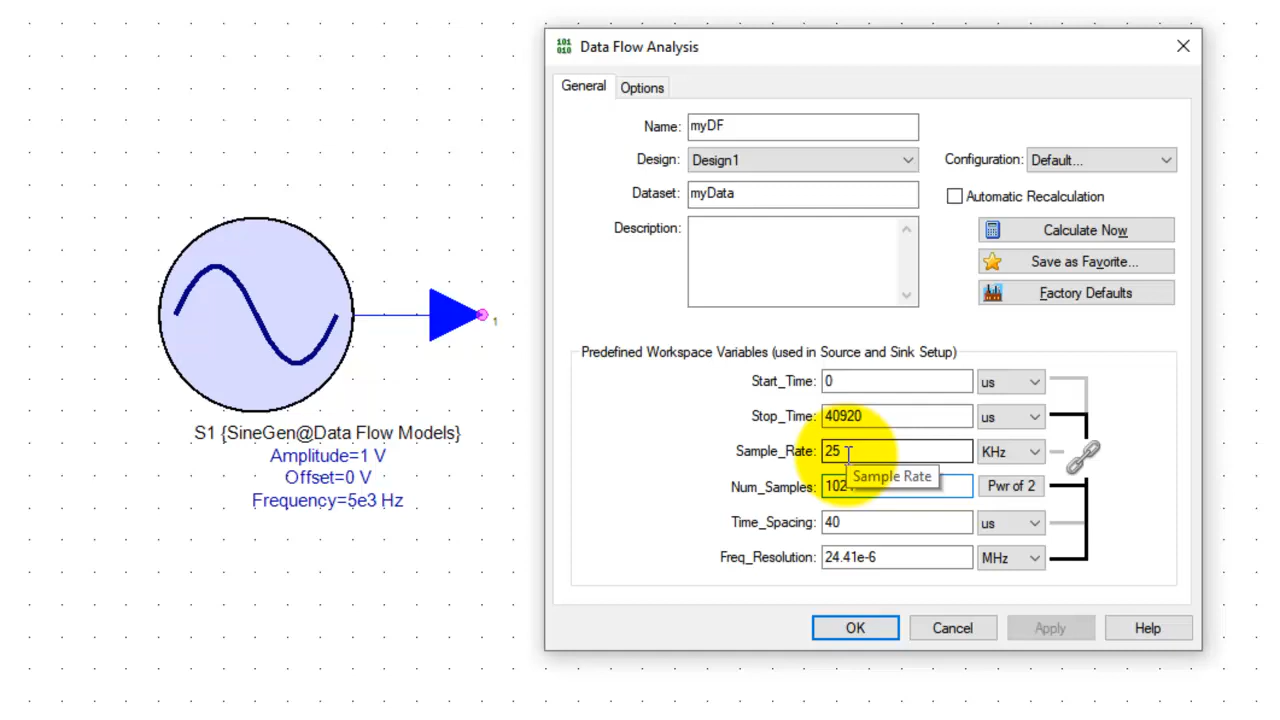 Data Flow Analysis
General
Options
Name: myDF
Design: Design1
Configuration: Default...
Dataset: myData
Automatic Recalculation
Description:
Calculate Now
Save as Favorite...
Factory Defaults
Predefined Workspace Variables (used in Source and Sink Setup)
Start_Time: 0 us
Stop_Time: 40920 us
Sample_Rate: 25 KHz
Sample Rate
Num_Samples: Pwr of 2
Time_Spacing: 40 us
Freq_Resolution: 24.41e-6 MHz
OK
Cancel
Apply
Help
1
S1 {SineGen@Data Flow Models}
Amplitude=1 V
Offset=0 V
Frequency=5e3 Hz